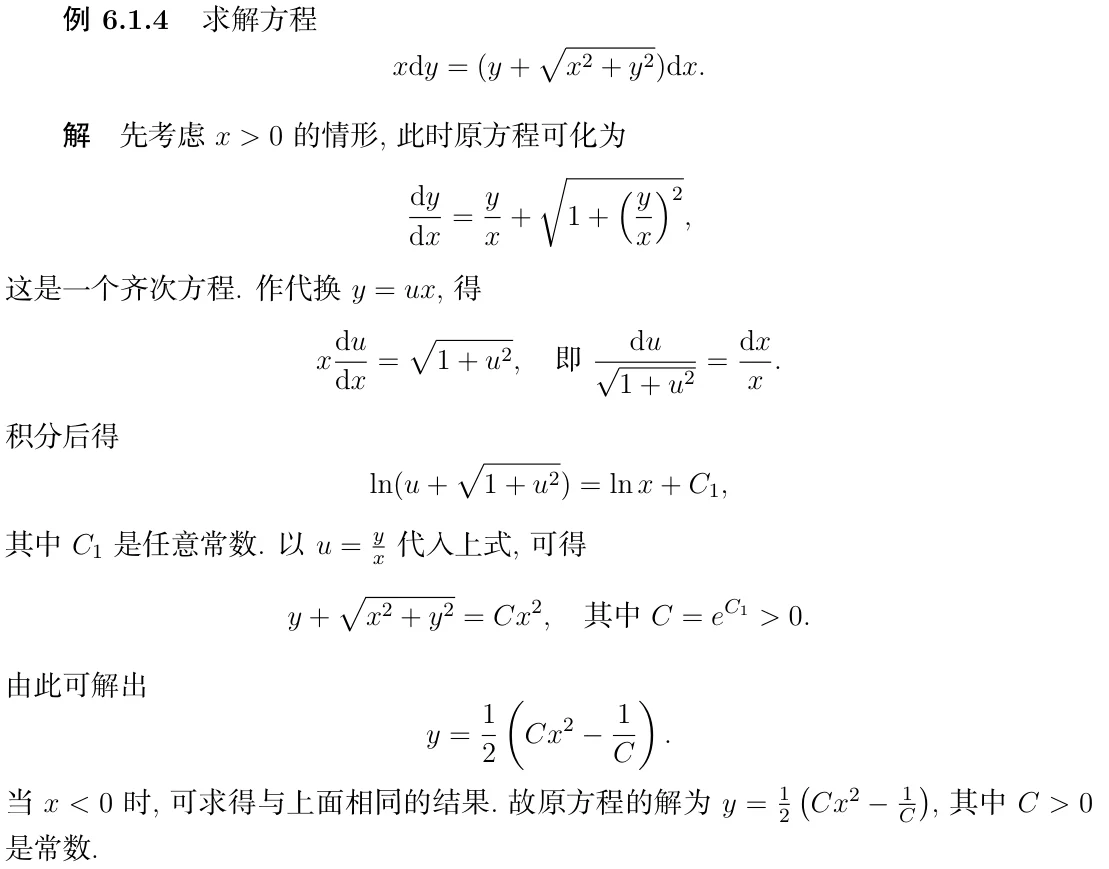 例 6.1.4 求解方程
xdy = (y + √(x² + y²))dx.
解 先考虑 x > 0 的情形, 此时原方程可化为
dy/dx = y/x + √(1 + (y/x)²),
这是一个齐次方程. 作代换 y = ux, 得
x du/dx = √(1 + u²), 即 du/√(1 + u²) = dx/x.
积分后得
ln(u + √(1 + u²)) = ln x + C₁,
其中 C₁ 是任意常数. 以 u = y/x 代入上式, 可得
y + √(x² + y²) = Cx², 其中 C = e^{C₁} > 0.
由此可解出
y = 1/2 (Cx² − 1/C).
当 x < 0 时, 可求得与上面相同的结果. 故原方程的解为 y = 1/2 (Cx² − 1/C), 其中 C > 0
是常数.